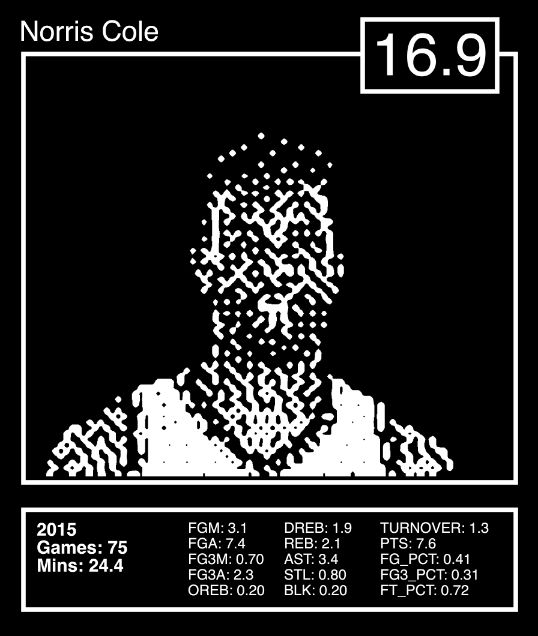 Norris Cole
16.9
2015
Games: 75
Mins: 24.4
FGM: 3.1
FGA: 7.4
FG3M: 0.70
FG3A: 2.3
OREB: 0.20
DREB: 1.9
REB: 2.1
AST: 3.4
STL: 0.80
BLK: 0.20
TURNOVER: 1.3
PTS: 7.6
FG_PCT: 0.41
FG3_PCT: 0.31
FT_PCT: 0.72